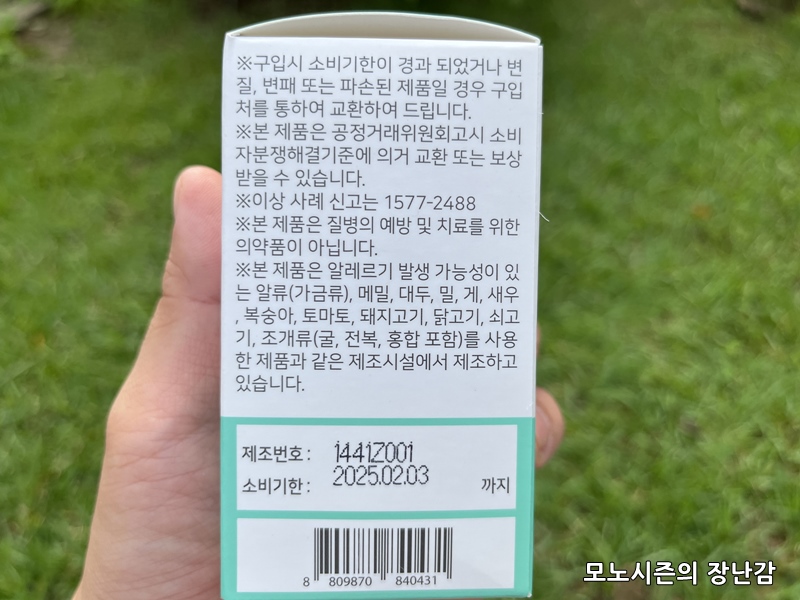 ※구입시 소비기한이 경과 되었거나 변
질, 변패 또는 파손된 제품일 경우 구입
처를 통하여 교환하여 드립니다.
※본 제품은 공정거래위원회고시 소비
자분쟁해결기준에 의거 교환 또는 보상
받을 수 있습니다.
※이상 사례 신고는 1577-2488
※본 제품은 질병의 예방 및 치료를 위한
의약품이 아닙니다.
※본 제품은 알레르기 발생 가능성이 있
는 알류(가금류), 메밀, 대두, 밀, 게, 새우
, 복숭아, 토마토, 돼지고기, 닭고기, 쇠고
기, 조개류(굴, 전복, 홍합 포함)를 사용
한 제품과 같은 제조시설에서 제조하고
있습니다.
제조번호 : 1441Z001
소비기한 : 2025.02.03 까지
8 809870 840431
모노시즌의 장난감